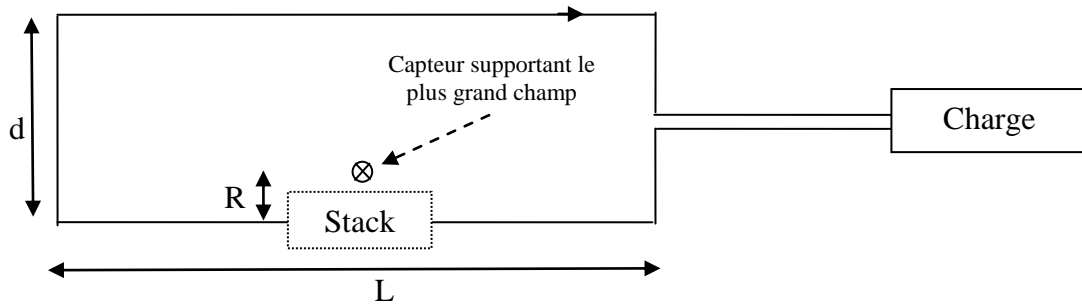 Capteur supportant le
plus grand champ
Charge
d
R
Stack
L